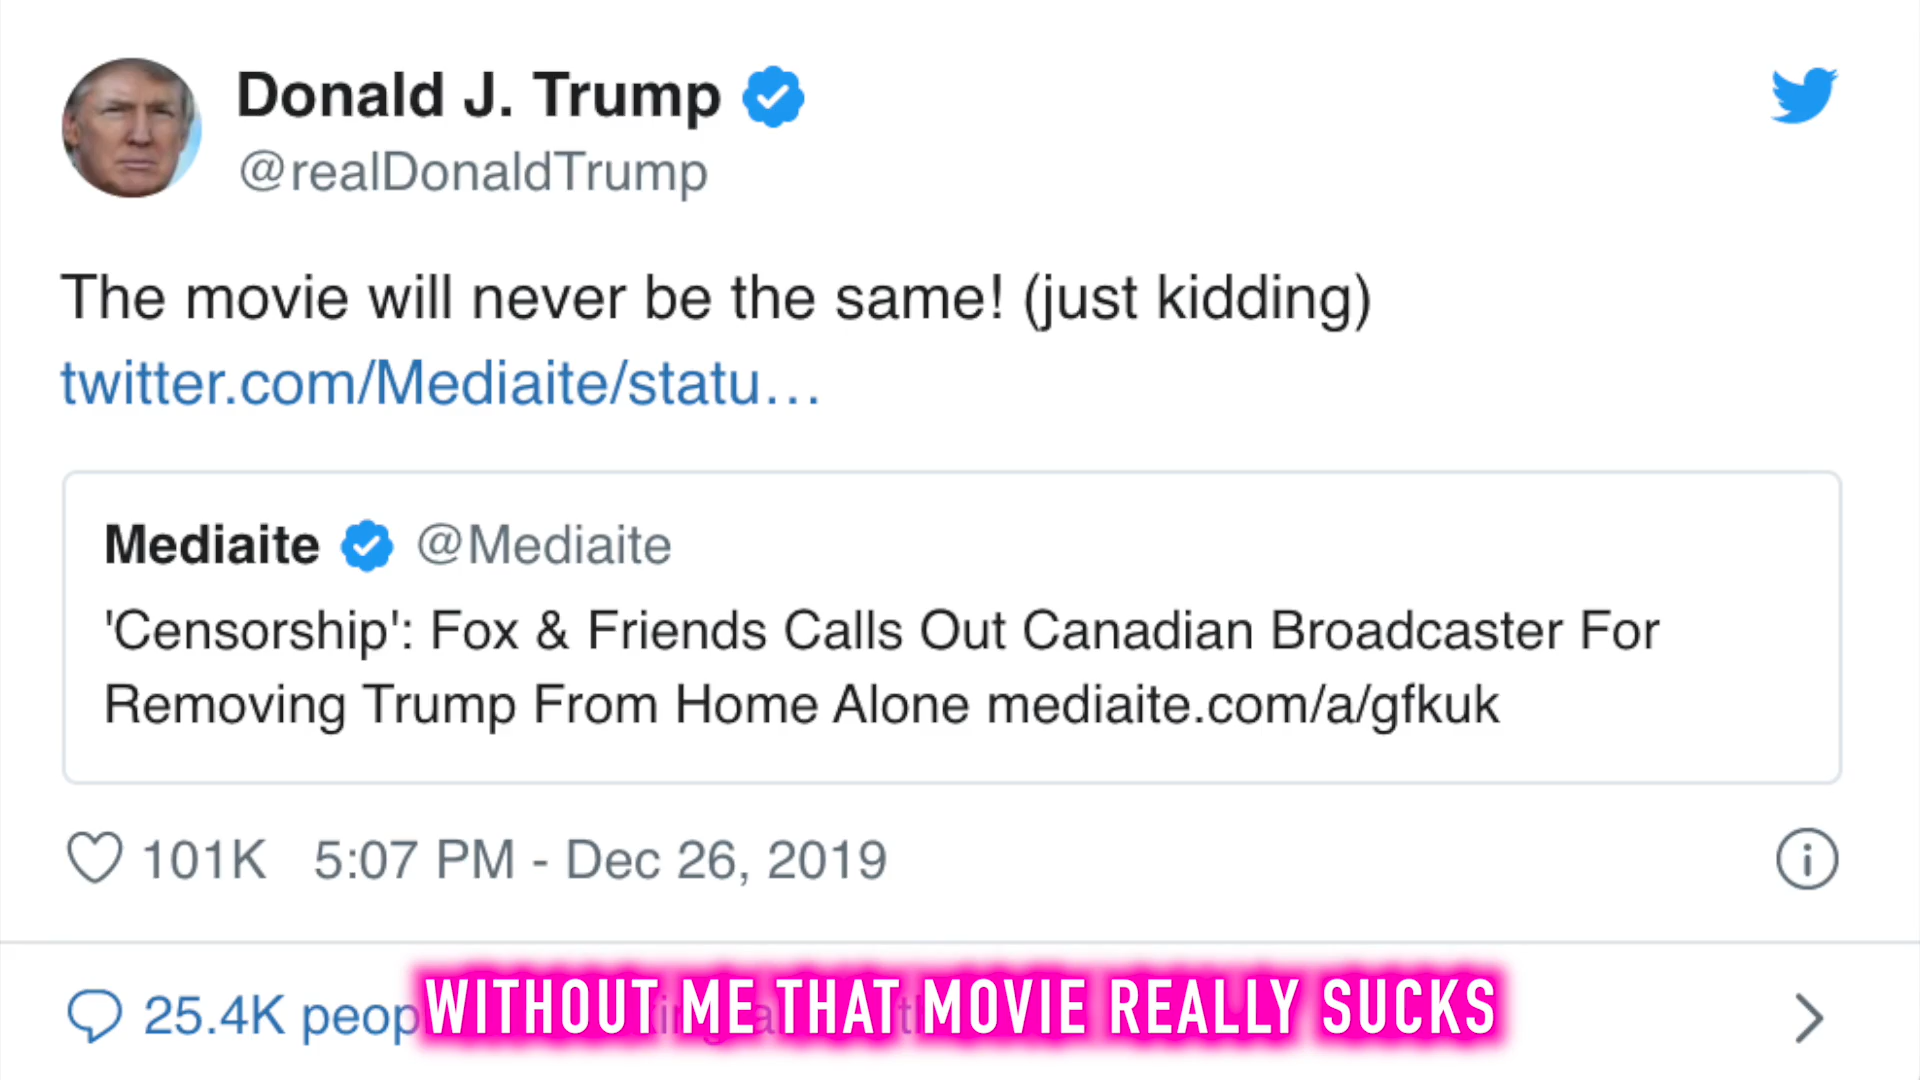 Donald J. Trump
@realDonaldTrump
The movie will never be the same! (just kidding)
twitter.com/Mediaite/statu…
Mediaite @Mediaite
'Censorship': Fox & Friends Calls Out Canadian Broadcaster For
Removing Trump From Home Alone mediaite.com/a/gfkuk
101K 5:07 PM - Dec 26, 2019
25.4K
WITHOUT ME THAT MOVIE REALLY SUCKS